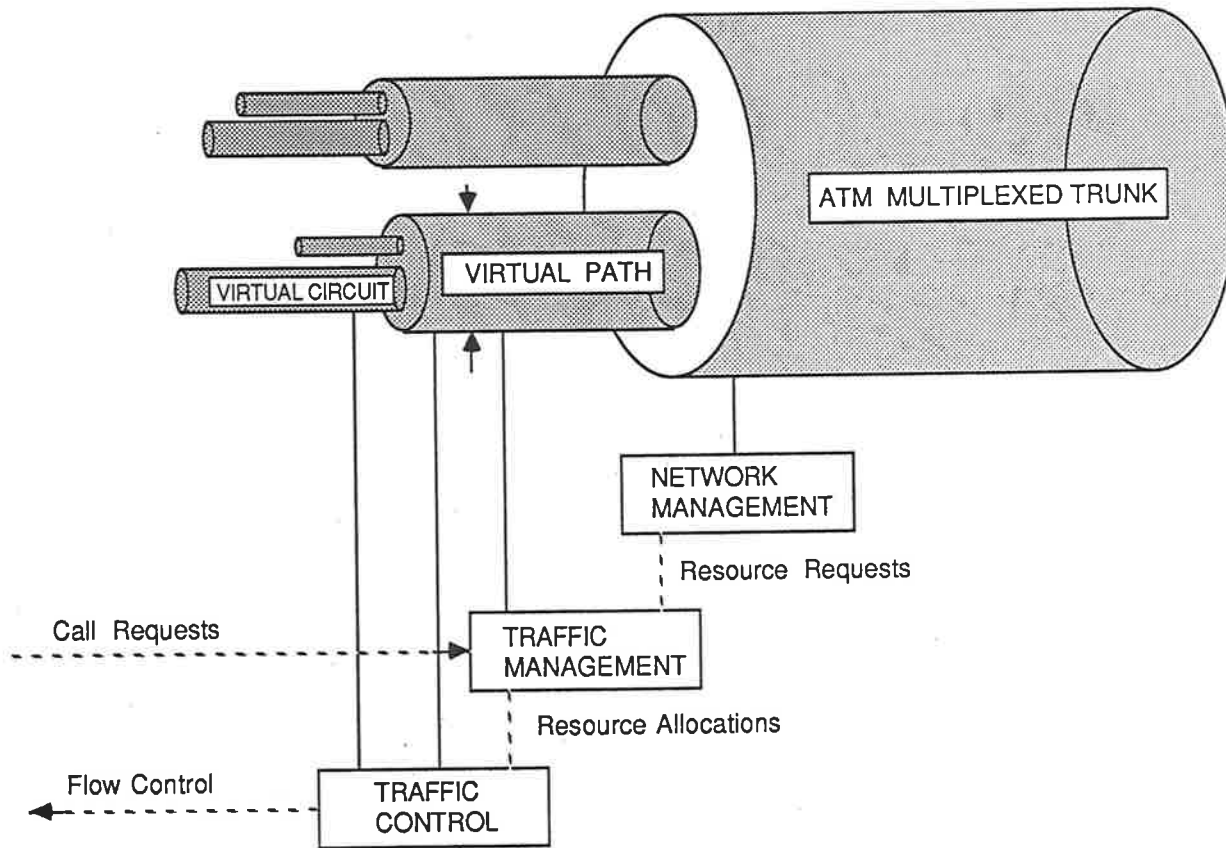 ATM MULTIPLEXED TRUNK
VIRTUAL PATH
VIRTUAL CIRCUIT
NETWORK
MANAGEMENT
Resource Requests
Call Requests
TRAFFIC
MANAGEMENT
Resource Allocations
Flow Control
TRAFFIC
CONTROL